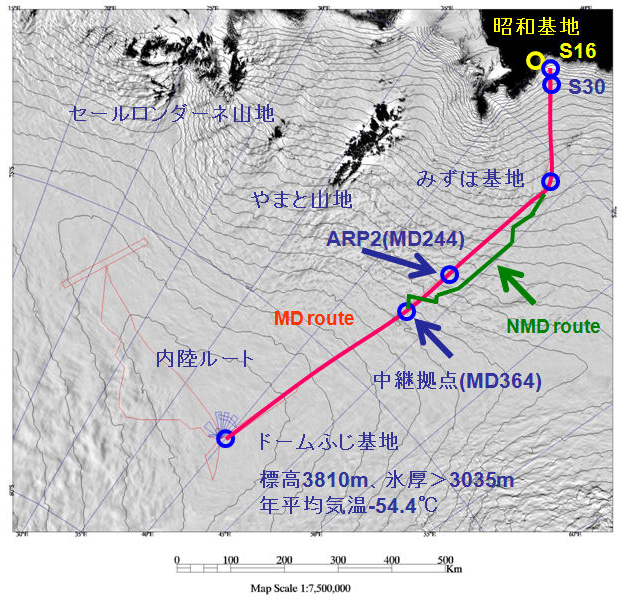 15°E
40°E
昭和基地
S16
S30
セールロンダーネ山地
みずほ基地
やまと山地
ARP2(MD244)
MD route
NMD route
内陸ルート
中継拠点(MD364)
ドームふじ基地
標高3810m、氷厚＞3035m
年平均気温-54.4℃
45°E
60°E
0 100 200 300 400 500
Km
Map Scale 1:7,500,000